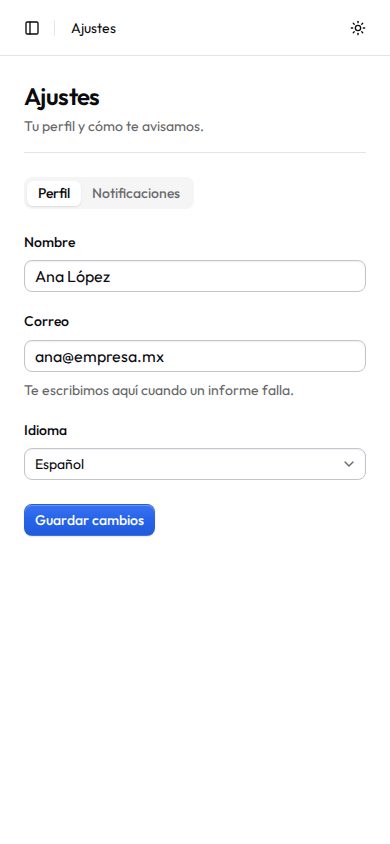 Ajustes
Ajustes
Tu perfil y cómo te avisamos.
Perfil Notificaciones
Nombre
Ana López
Correo
ana@empresa.mx
Te escribimos aquí cuando un informe falla.
Idioma
Español
Guardar cambios